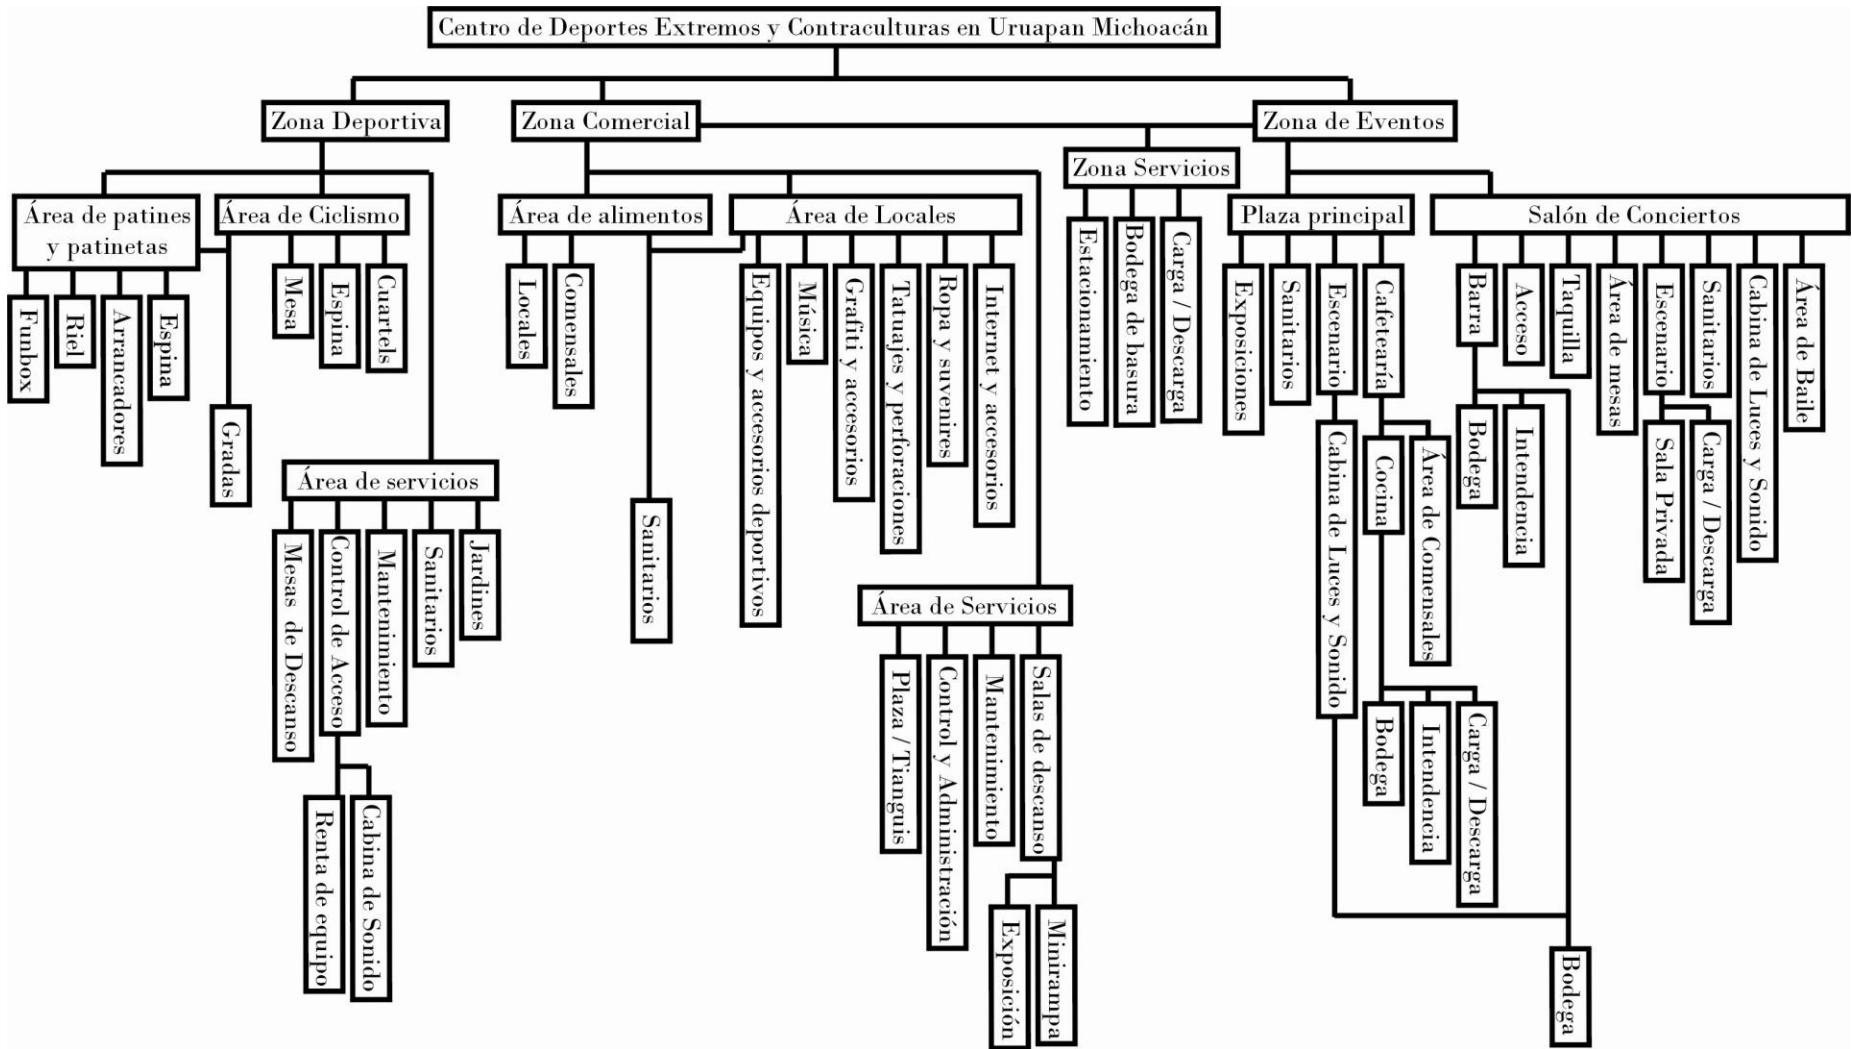 Centro de Deportes Extremos y Contraculturas en Uruapan Michoacán
Zona Deportiva
Zona Comercial
Zona de Eventos
Zona Servicios
Área de patines
y patinetas
Área de Ciclismo
Área de alimentos
Área de Locales
Plaza principal
Salón de Conciertos
Funbox
Riel
Arrancadores
Espina
Gradas
Mesa
Espina
Cuartels
Locales
Comensales
Sanitarios
Equipos y accesorios deportivos
Música
Grafiti y accesorios
Tatuajes y perforaciones
Ropa y suvenires
Internet y accesorios
Estacionamiento
Bodega de basura
Carga / Descarga
Exposiciones
Sanitarios
Escenario
Cafetearía
Barra
Acceso
Taquilla
Área de mesas
Escenario
Sanitarios
Cabina de Luces y Sonido
Área de Baile
Cabina de Luces y Sonido
Cocina
Área de Comensales
Bodega
Intendencia
Sala Privada
Carga / Descarga
Área de servicios
Mesas de Descanso
Control de Acceso
Mantenimiento
Sanitarios
Jardines
Área de Servicios
Plaza / Tianguis
Control y Administración
Mantenimiento
Salas de descanso
Bodega
Intendencia
Carga / Descarga
Renta de equipo
Cabina de Sonido
Exposición
Minirampa
Bodega